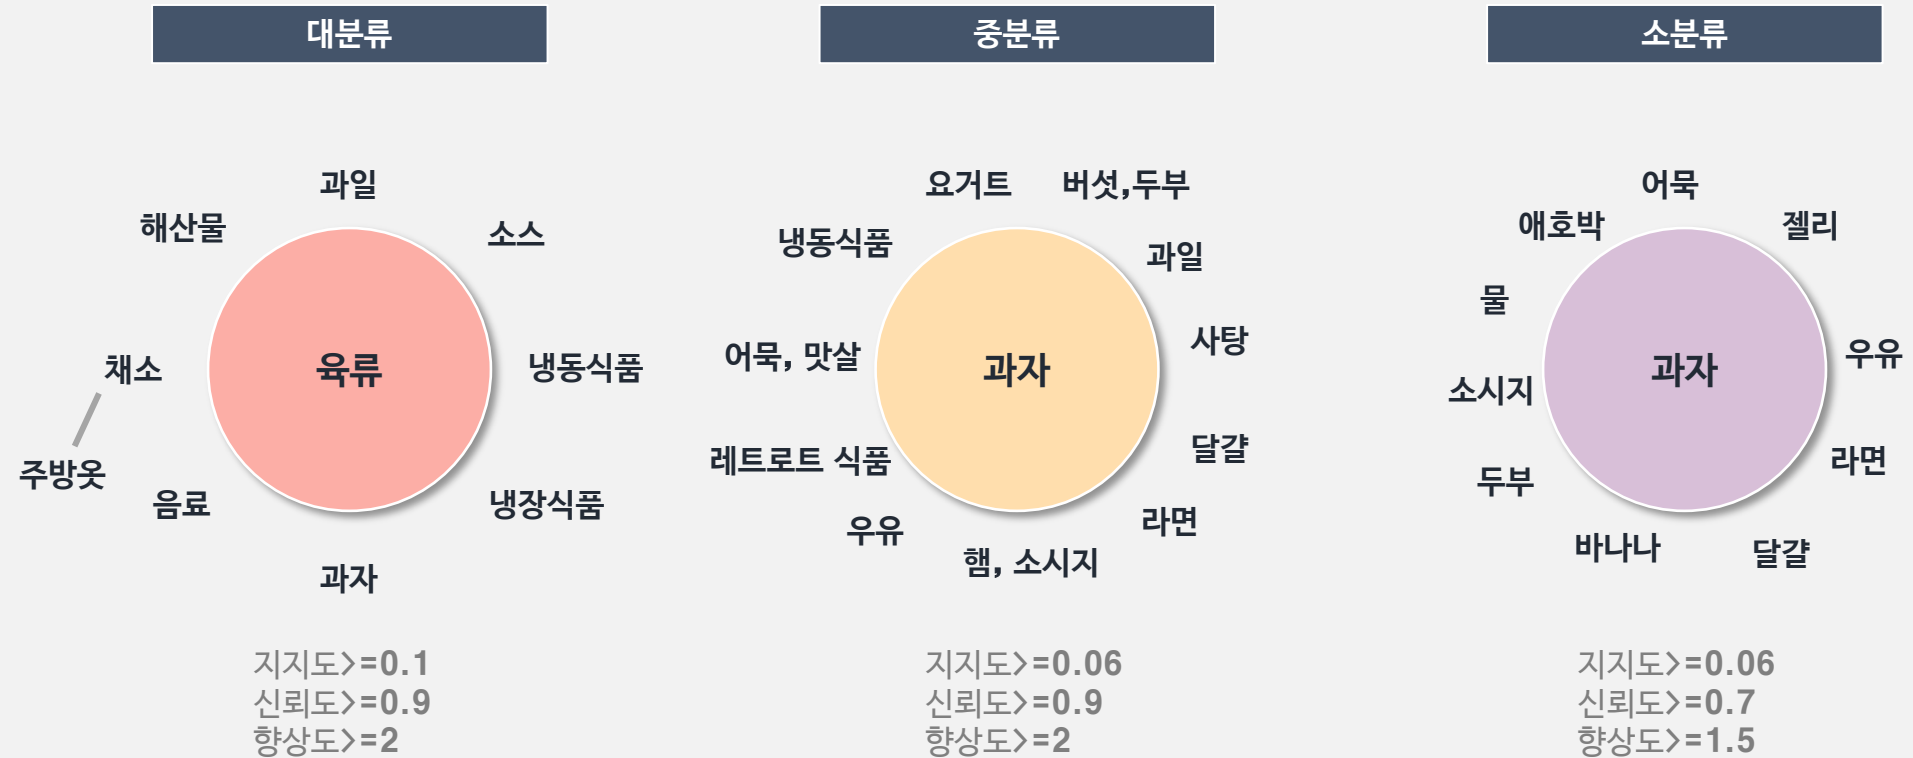 대분류
과일
해산물
소스
채소
육류
냉동식품
주방옷
음료
냉장식품
과자
지지도>=0.1
신뢰도>=0.9
향상도>=2
중분류
요거트
버섯,두부
냉동식품
과일
어묵, 맛살
사탕
과자
레트로트 식품
달걀
우유
라면
햄, 소시지
지지도>=0.06
신뢰도>=0.9
향상도>=2
소분류
어묵
애호박
젤리
물
우유
과자
소시지
라면
두부
바나나
달걀
지지도>=0.06
신뢰도>=0.7
향상도>=1.5